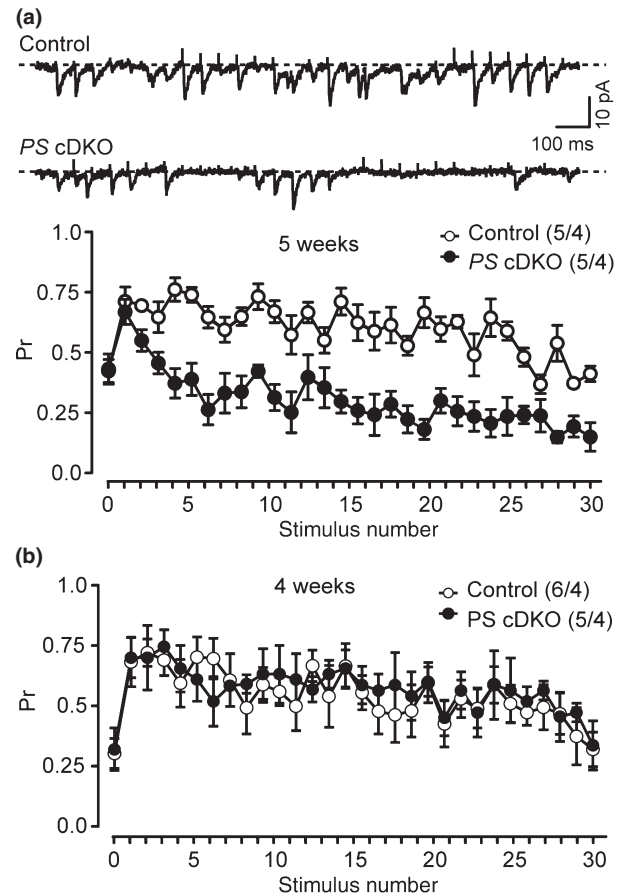 (a)
Control
10 pA
100 ms
PS cDKO
1.0
0.75
0.5
0.25
0.0
Pr
5 weeks
Control (5/4)
PS cDKO (5/4)
0 5 10 15 20 25 30
Stimulus number
(b)
1.0
0.75
0.5
0.25
0.0
Pr
4 weeks
Control (6/4)
PS cDKO (5/4)
0 5 10 15 20 25 30
Stimulus number